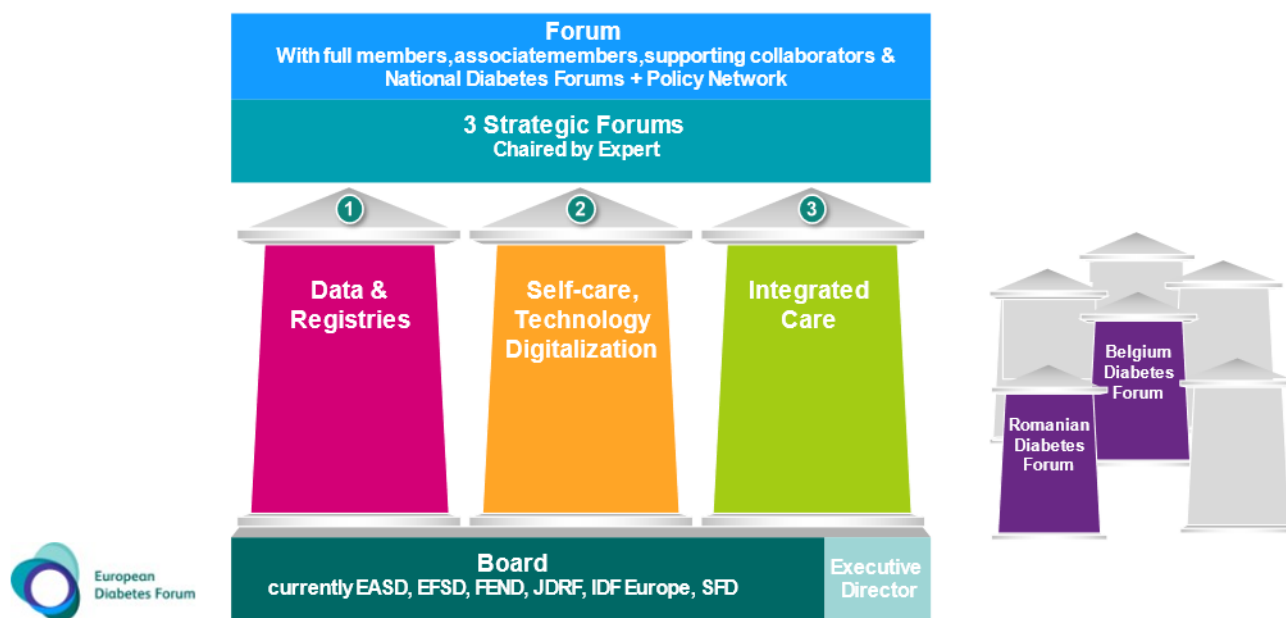 Forum
With full members,associatemembers,supporting collaborators &
National Diabetes Forums + Policy Network
3 Strategic Forums
Chaired by Expert
1
2
3
Data &
Registries
Self-care,
Technology
Digitalization
Integrated
Care
Belgium
Diabetes
Forum
Romanian
Diabetes
Forum
Board
currently EASD, EFSD, FEND, JDRF, IDF Europe, SFD
Executive
Director
European
Diabetes Forum